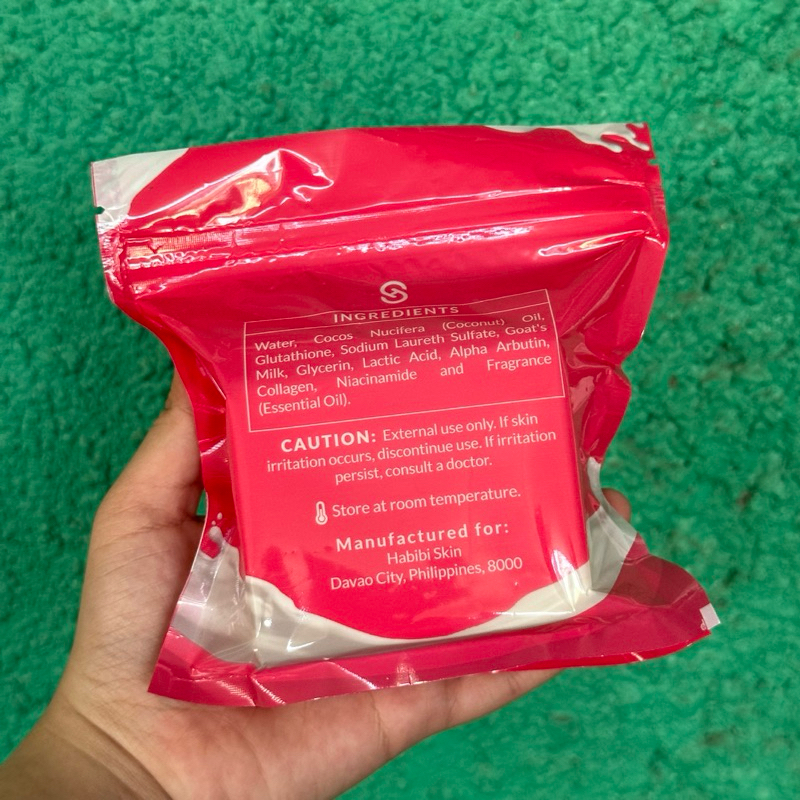 INGREDIENTS
Water, Cocos Nucifera (Coconut) Oil,
Glutathione, Sodium Laureth Sulfate, Goat's
Milk, Glycerin, Lactic Acid, Alpha Arbutin,
Collagen, Niacinamide and Fragrance
(Essential Oil).
CAUTION: External use only. If skin
irritation occurs, discontinue use. If irritation
persist, consult a doctor.
Store at room temperature.
Manufactured for:
Habibi Skin
Davao City, Philippines, 8000